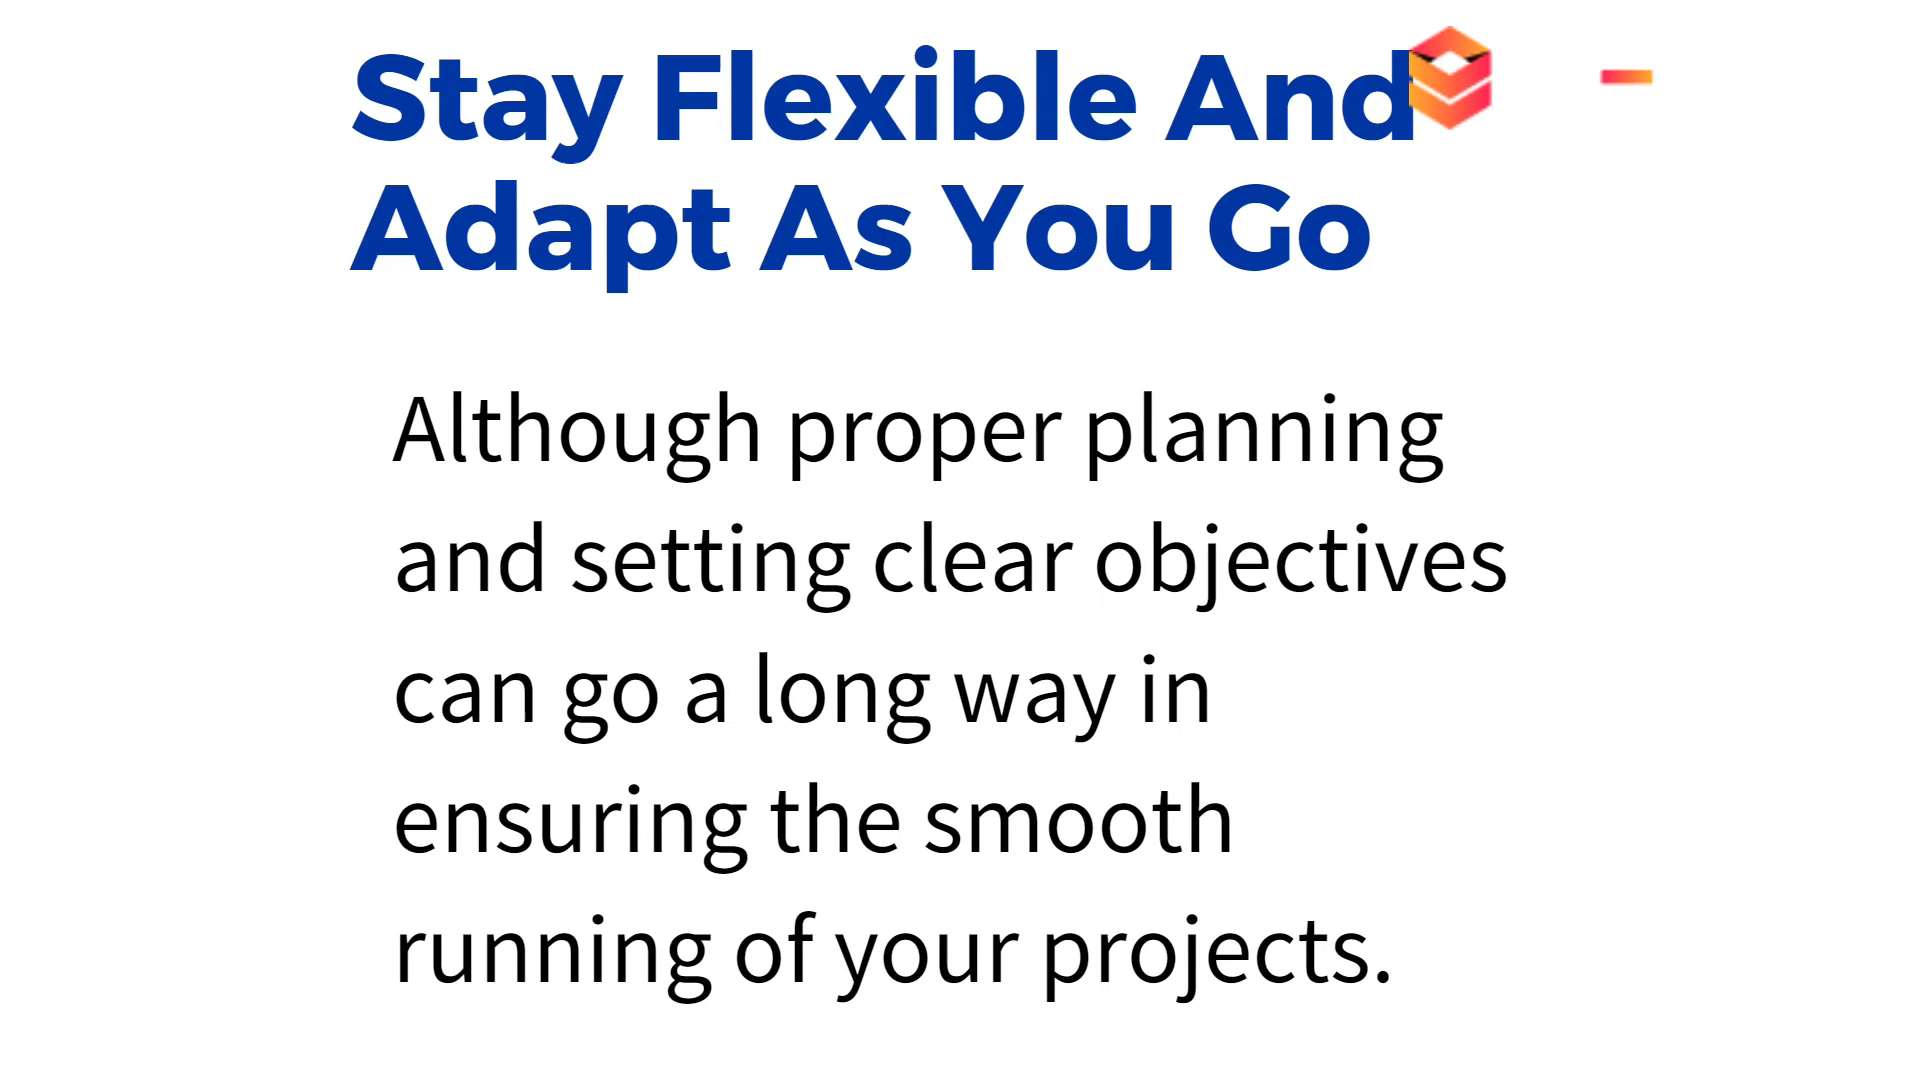 Stay Flexible And
Adapt As You Go
Although proper planning
and setting clear objectives
can go a long way in
ensuring the smooth
running of your projects.